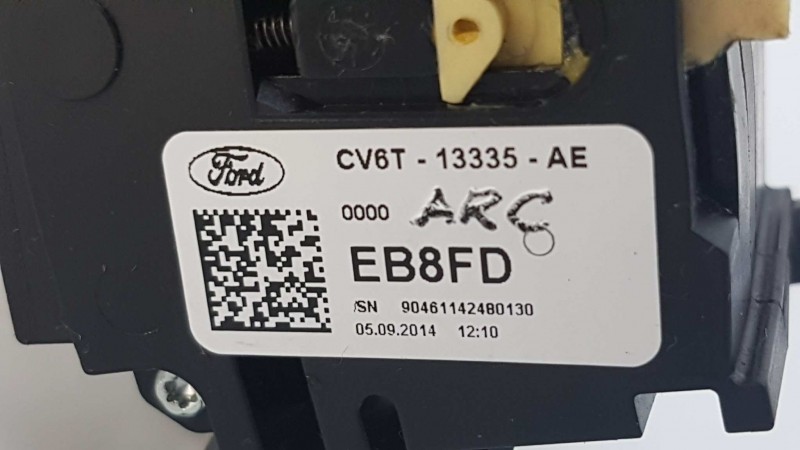 Ford
CV6T - 13335 - AE
0000 ARC
EB8FD
/SN 90461142480130
05.09.2014 12:10